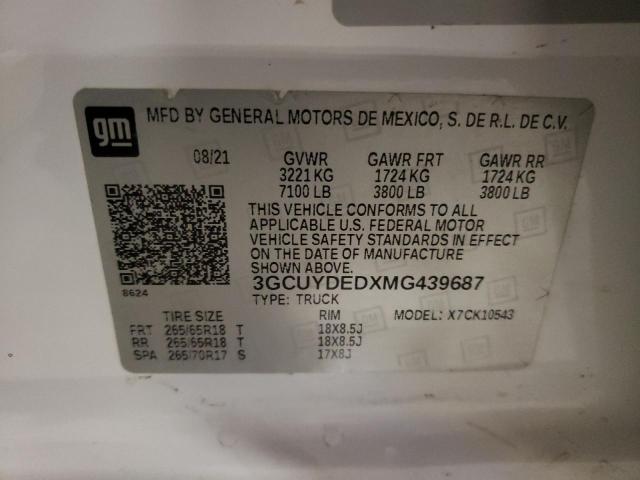 gm
MFD BY GENERAL MOTORS DE MEXICO, S. DE R.L. DE C.V.
08/21 GVWR GAWR FRT GAWR RR
3221 KG 1724 KG 1724 KG
7100 LB 3800 LB 3800 LB
THIS VEHICLE CONFORMS TO ALL
APPLICABLE U.S. FEDERAL MOTOR
VEHICLE SAFETY STANDARDS IN EFFECT
ON THE DATE OF MANUFACTURE
SHOWN ABOVE.
8624
3GCUYDEDXMG439687
TYPE: TRUCK
TIRE SIZE RIM MODEL: X7CK10543
FRT 265/65R18 T 18X8.5J
RR 265/65R18 T 18X8.5J
SPA 265/70R17 S 17X8J